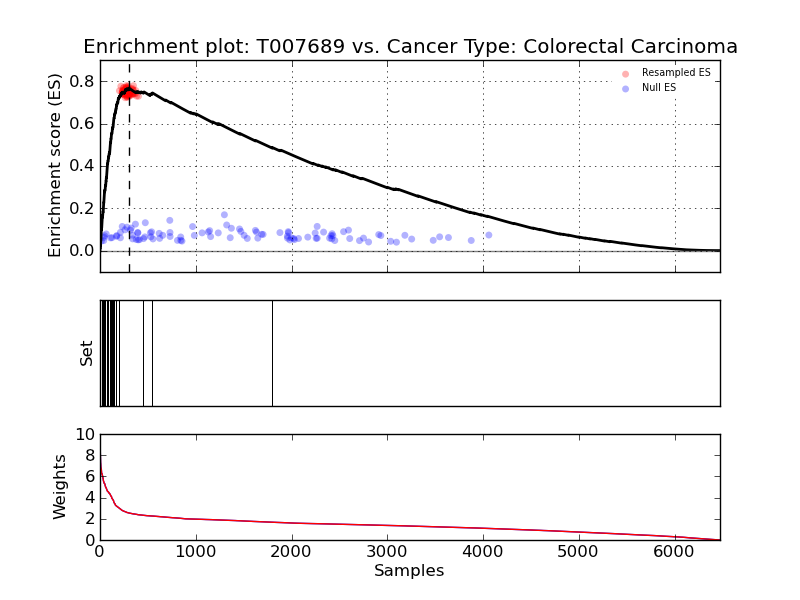 Enrichment plot: T007689 vs. Cancer Type: Colorectal Carcinoma
Enrichment score (ES)
0.8
0.6
0.4
0.2
0.0
Resampled ES
Null ES
Set
Weights
10
8
6
4
2
0
0 1000 2000 3000 4000 5000 6000
Samples